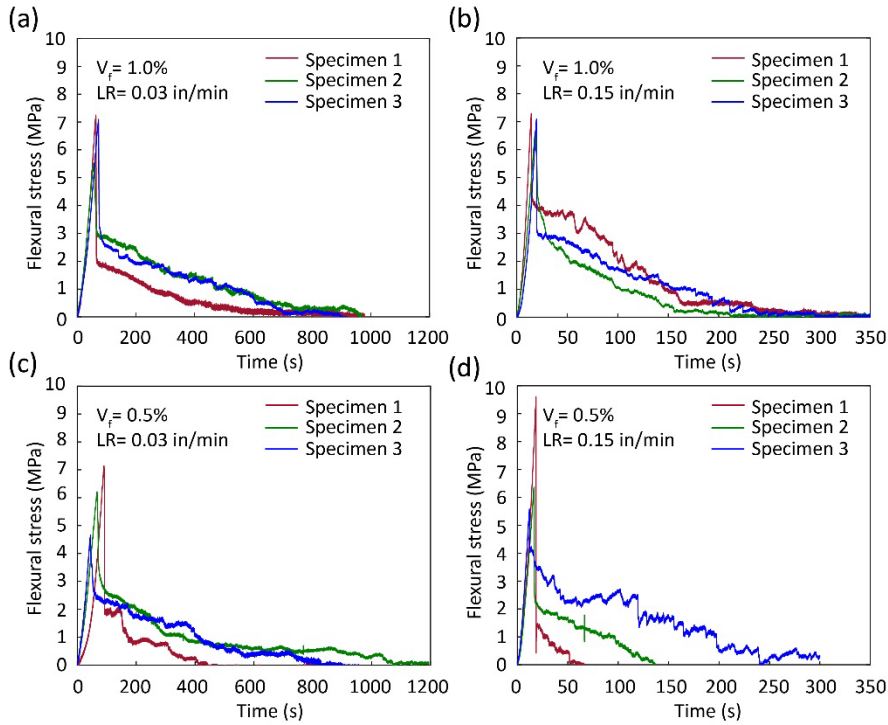 (a)
10
9
8
7
6
5
4
3
2
1
0
Flexural stress (MPa)
V_f= 1.0%
LR= 0.03 in/min
Specimen 1
Specimen 2
Specimen 3
0 200 400 600 800 1000 1200
Time (s)
(b)
10
9
8
7
6
5
4
3
2
1
0
Flexural stress (MPa)
V_f= 1.0%
LR= 0.15 in/min
Specimen 1
Specimen 2
Specimen 3
0 50 100 150 200 250 300 350
Time (s)
(c)
10
9
8
7
6
5
4
3
2
1
0
Flexural stress (MPa)
V_f= 0.5%
LR= 0.03 in/min
Specimen 1
Specimen 2
Specimen 3
0 200 400 600 800 1000 1200
Time (s)
(d)
10
9
8
7
6
5
4
3
2
1
0
Flexural stress (MPa)
V_f= 0.5%
LR= 0.15 in/min
Specimen 1
Specimen 2
Specimen 3
0 50 100 150 200 250 300 350
Time (s)